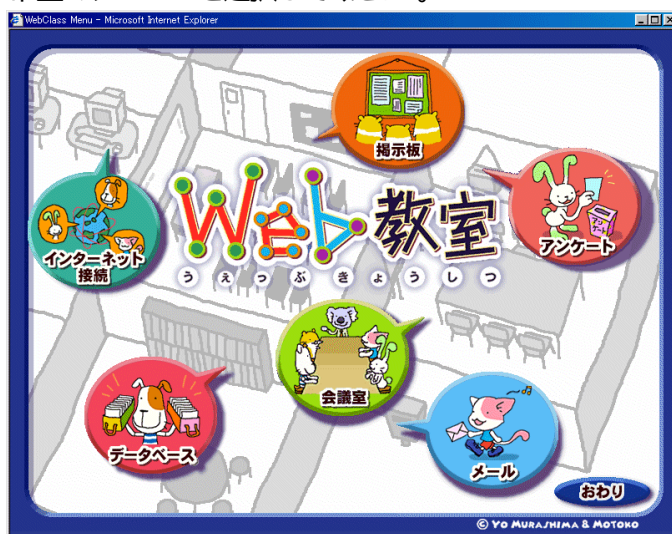 WebClass Menu - Microsoft Internet Explorer
掲示板
Web教室
うぇっぶきょうしつ
アンケート
インターネット
接続
会議室
データベース
メール
おわり
© YO MURASHIMA & MOTOKO